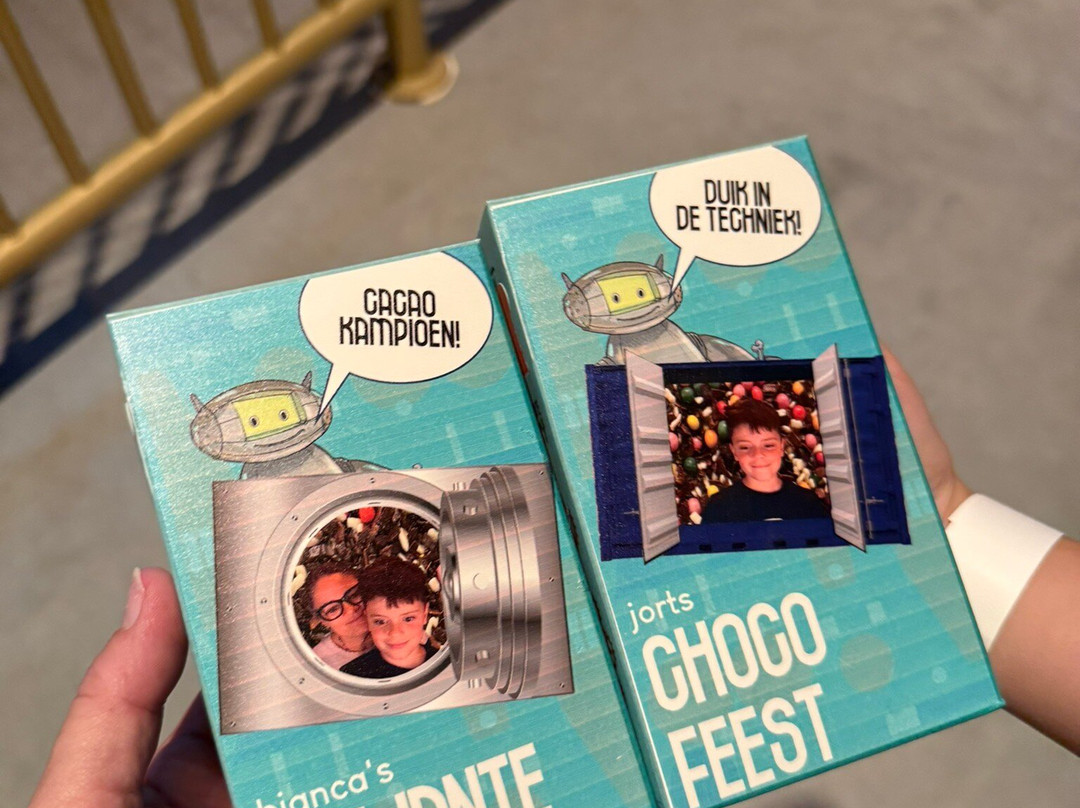 CACAO
KAMPIOEN!
bianca's
DUIK IN
DE TECHNIEK!
jorts
CHOCO
FEEST